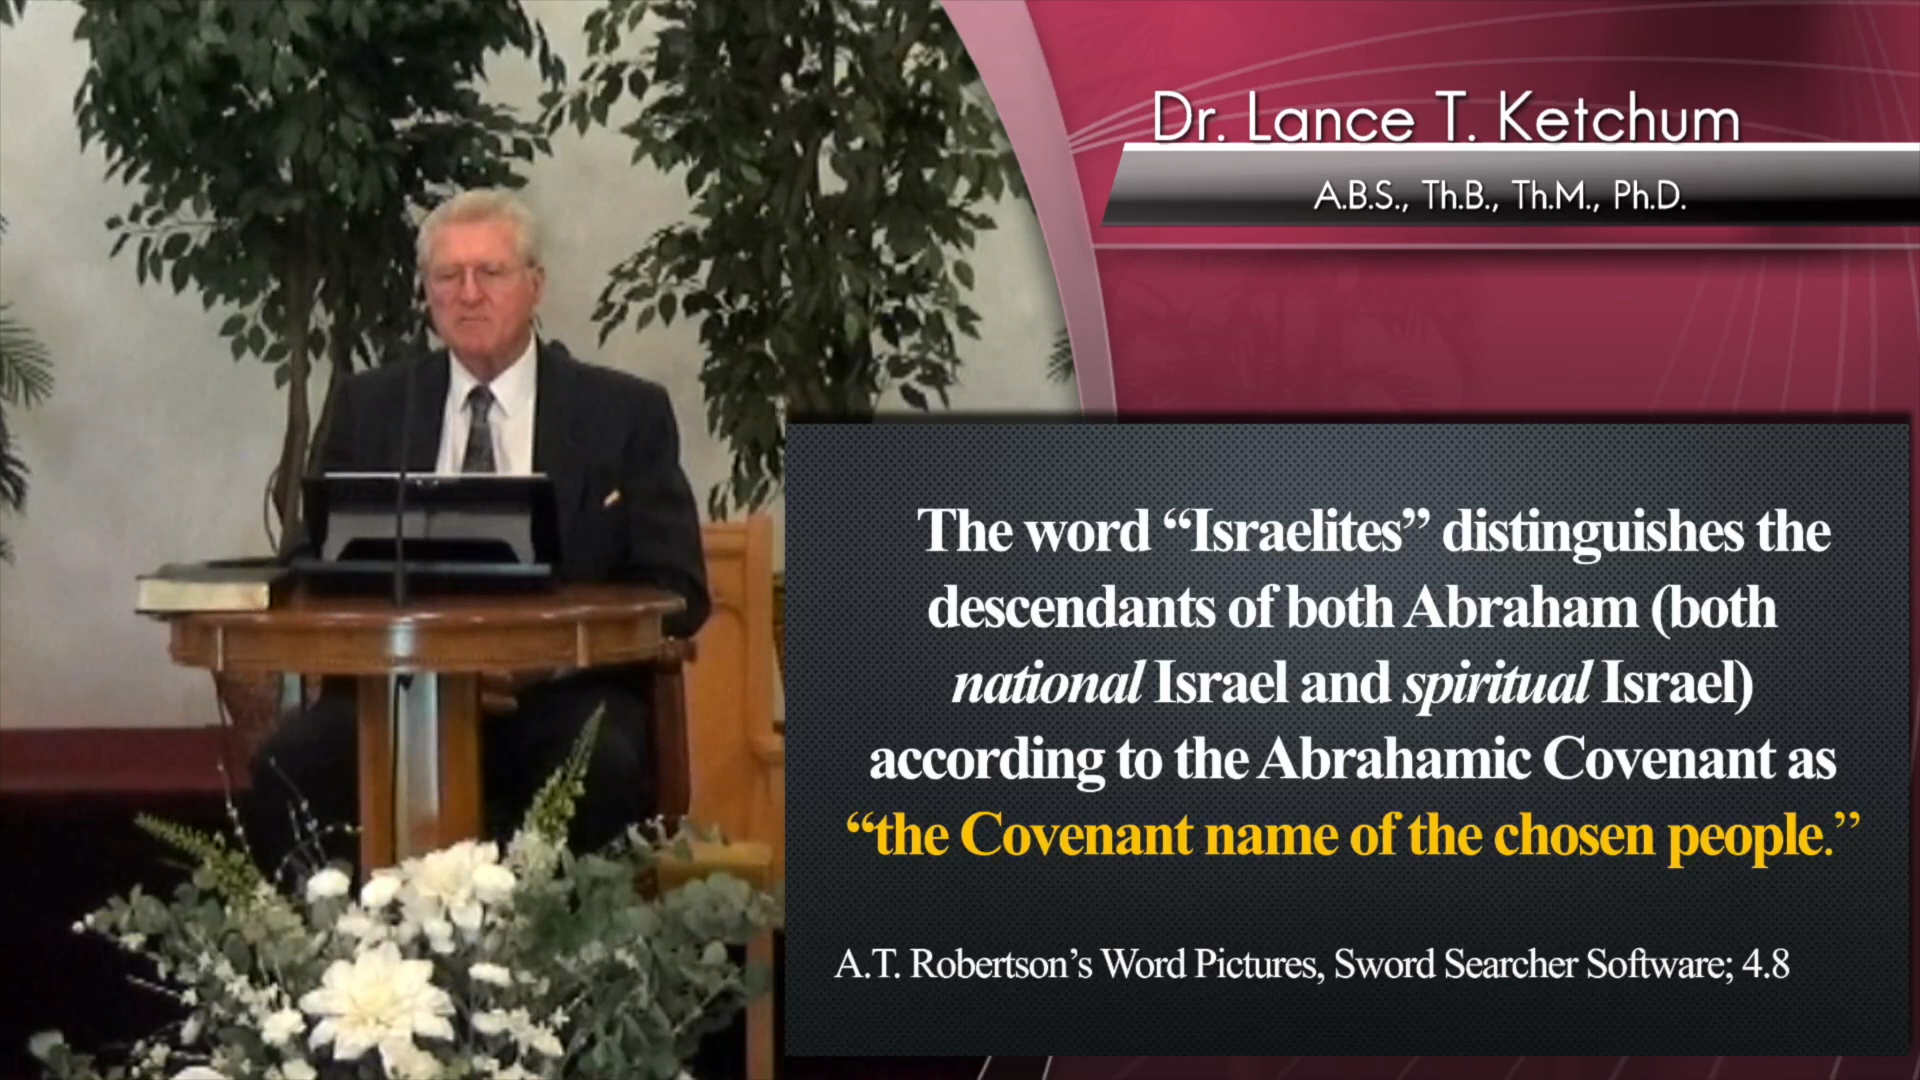 Dr. Lance T. Ketchum
A.B.S., Th.B., Th.M., Ph.D.
The word “Israelites” distinguishes the
descendants of both Abraham (both
national Israel and spiritual Israel)
according to the Abrahamic Covenant as
“the Covenant name of the chosen people.”
A.T. Robertson’s Word Pictures, Sword Searcher Software; 4.8